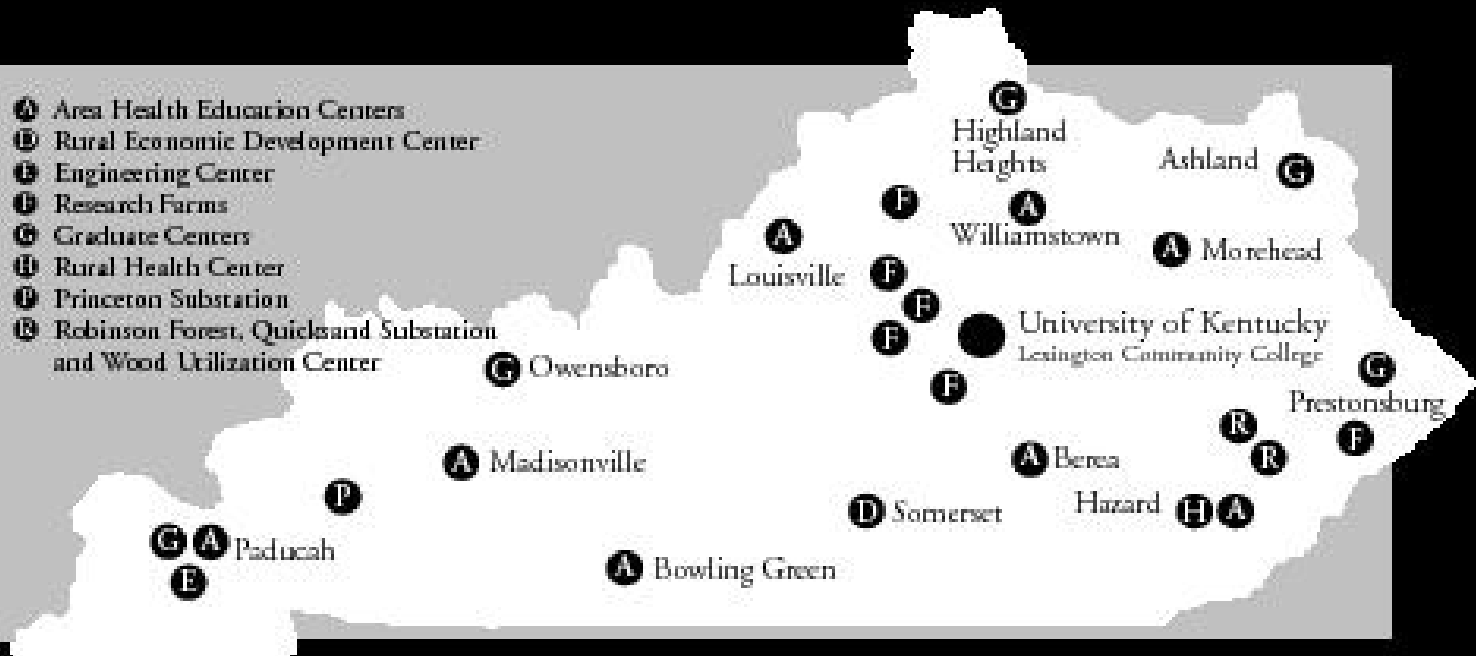 A Area Health Education Centers
D Rural Economic Development Center
E Engineering Center
F Research Farms
G Graduate Centers
H Rural Health Center
P Princeton Substation
R Robinson Forest, Quicksand Substation
and Wood Utilization Center
G
Highland
Heights
Ashland G
F
A
Williamstown
A
Louisville
A Morehead
F
F
F
University of Kentucky
Lexington Community College
G Owensboro
G
Prestonsburg
F
F
R
R
A Madisonville
A Berea
P
D Somerset
Hazard H A
G A Paducah
E
A Bowling Green